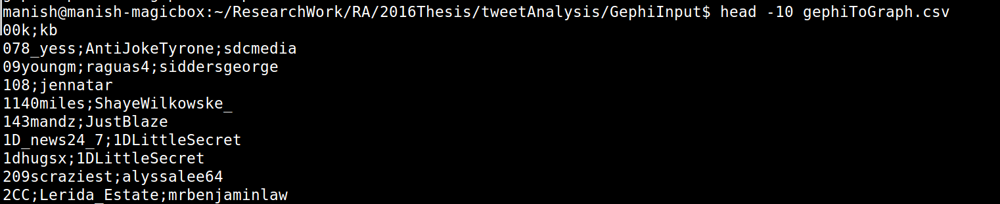 manish@manish-magicbox:~/ResearchWork/RA/2016Thesis/tweetAnalysis/GephiInput$ head -10 gephiToGraph.csv
00k;kb
078_yess;AntiJokeTyrone;sdcmedia
09youngm;raguas4;siddersgeorge
108;jennatar
1140miles;ShayeWilkowske_
143mandz;JustBlaze
1D_news24_7;1DLittleSecret
1dhugsx;1DLittleSecret
209scraziest;alyssalee64
2CC;Lerida_Estate;mrbenjaminlaw